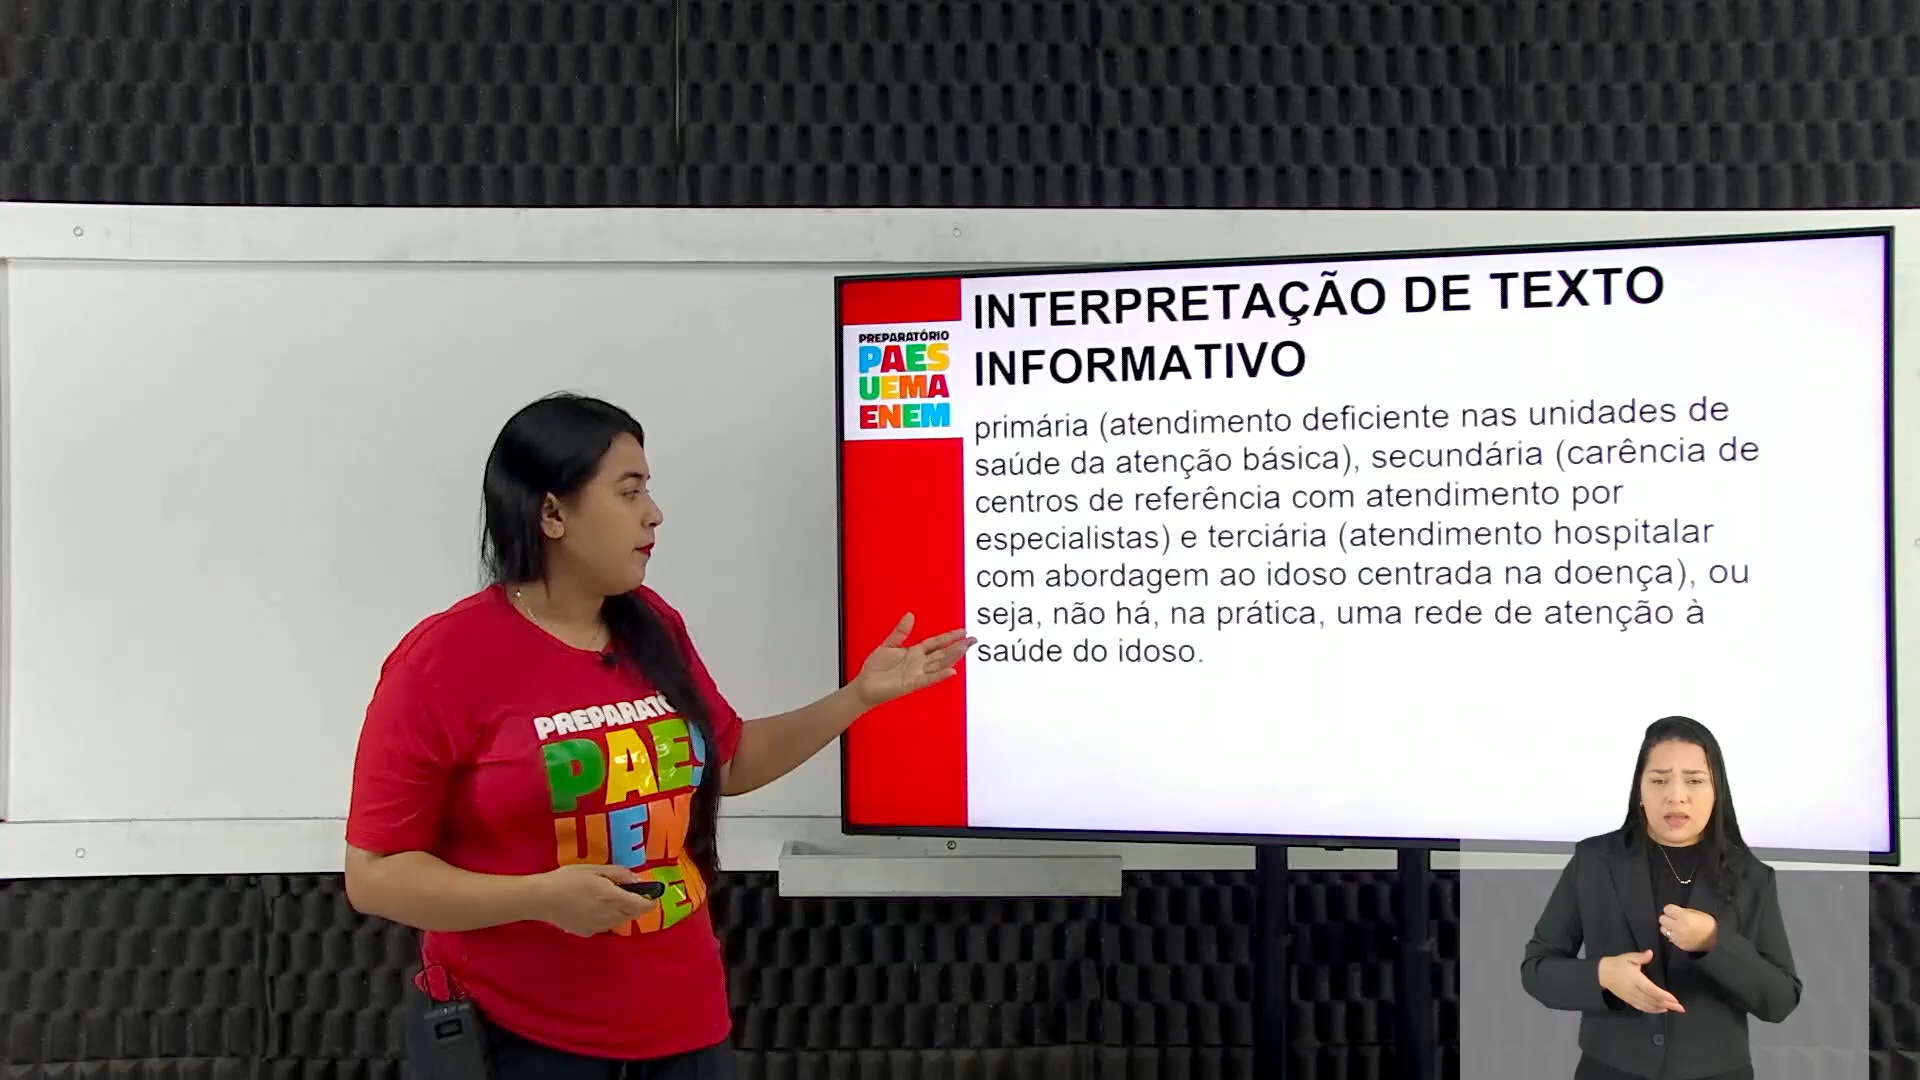 INTERPRETAÇÃO DE TEXTO
INFORMATIVO
PREPARATÓRIO
PAES
UEMA
ENEM
primária (atendimento deficiente nas unidades de
saúde da atenção básica), secundária (carência de
centros de referência com atendimento por
especialistas) e terciária (atendimento hospitalar
com abordagem ao idoso centrada na doença), ou
seja, não há, na prática, uma rede de atenção à
saúde do idoso.
PAES